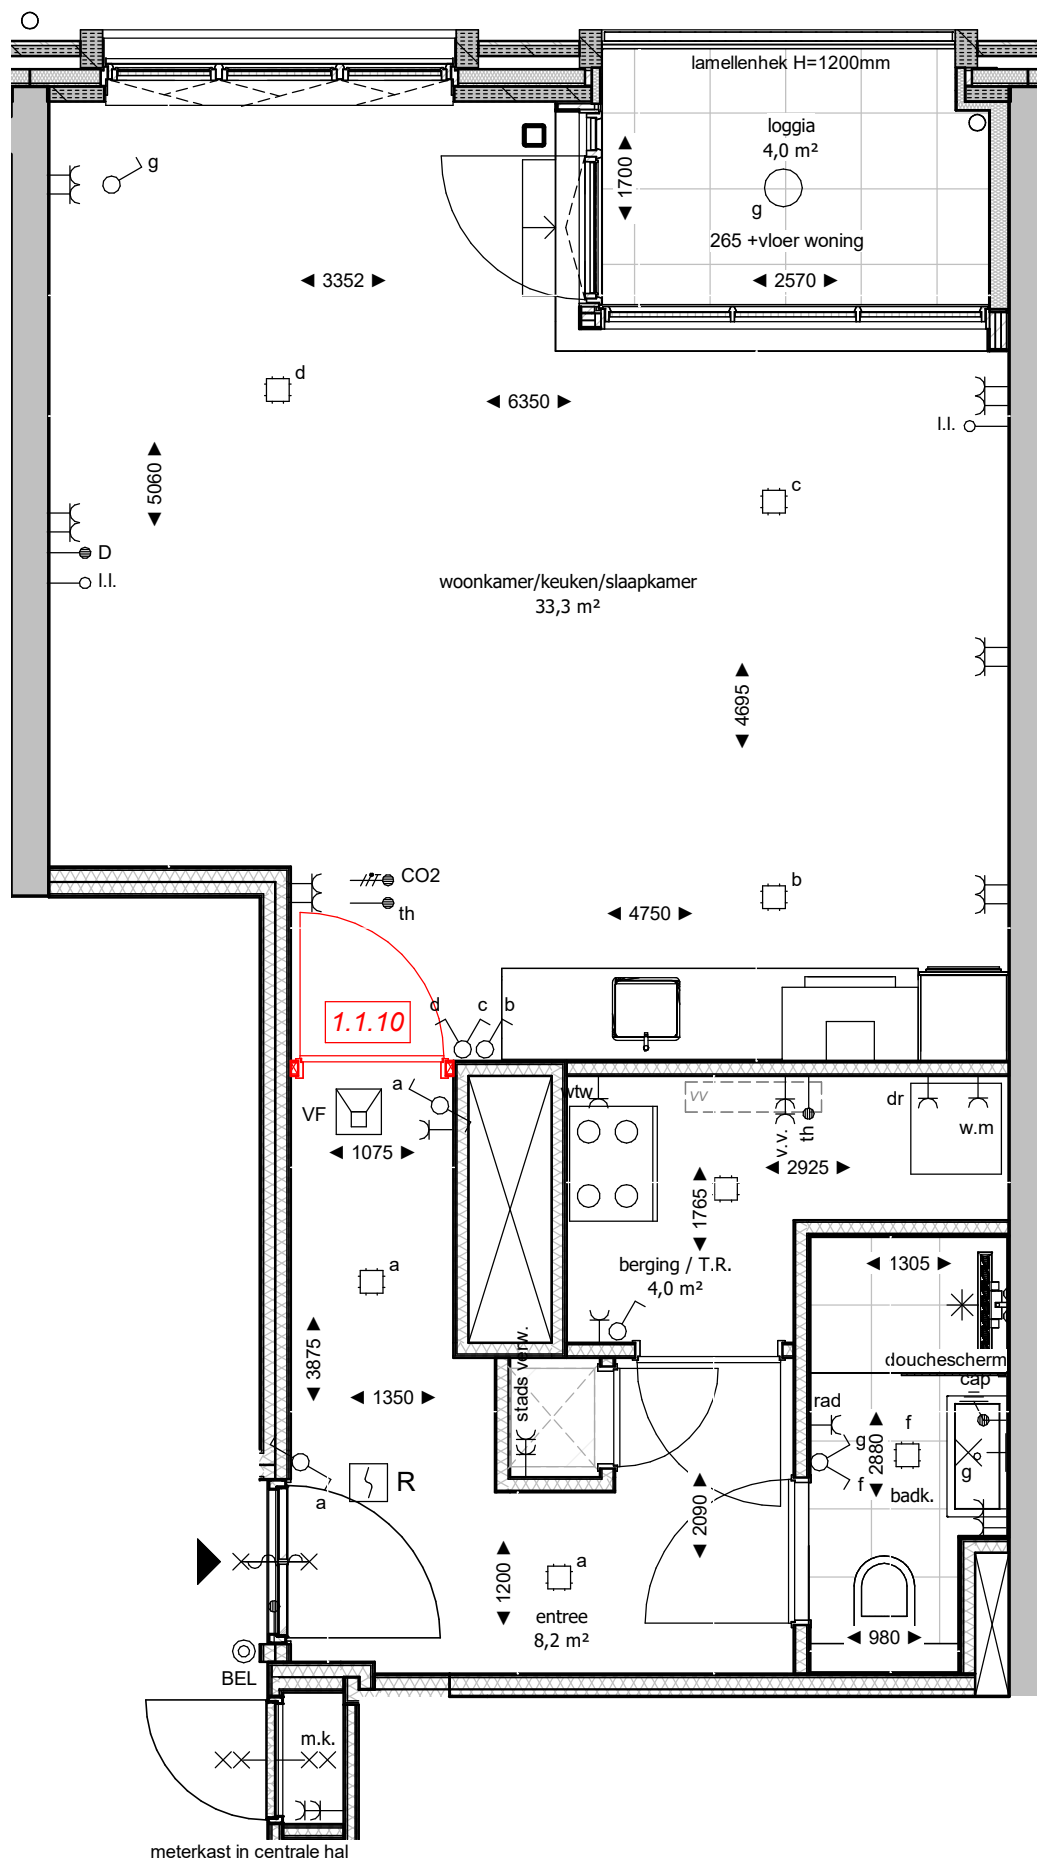 lamellenhek H=1200mm
loggia
4,0 m²
g
1700
g
265 +vloer woning
3352
2570
d
6350
l.l.
5060
c
D
l.l.
woonkamer/keuken/slaapkamer
33,3 m²
4695
CO2
th
b
4750
d c b
1.1.10
a
VF
wtw
vv
dr
v.v.
th
w.m
1075
2925
1765
berging / T.R.
4,0 m²
1305
a
3875
stads verw.
douchescherm
cap
1350
rad
g
f
f
2880
g
badk.
R
a
2090
1200
a
entree
8,2 m²
980
BEL
m.k.
meterkast in centrale hal